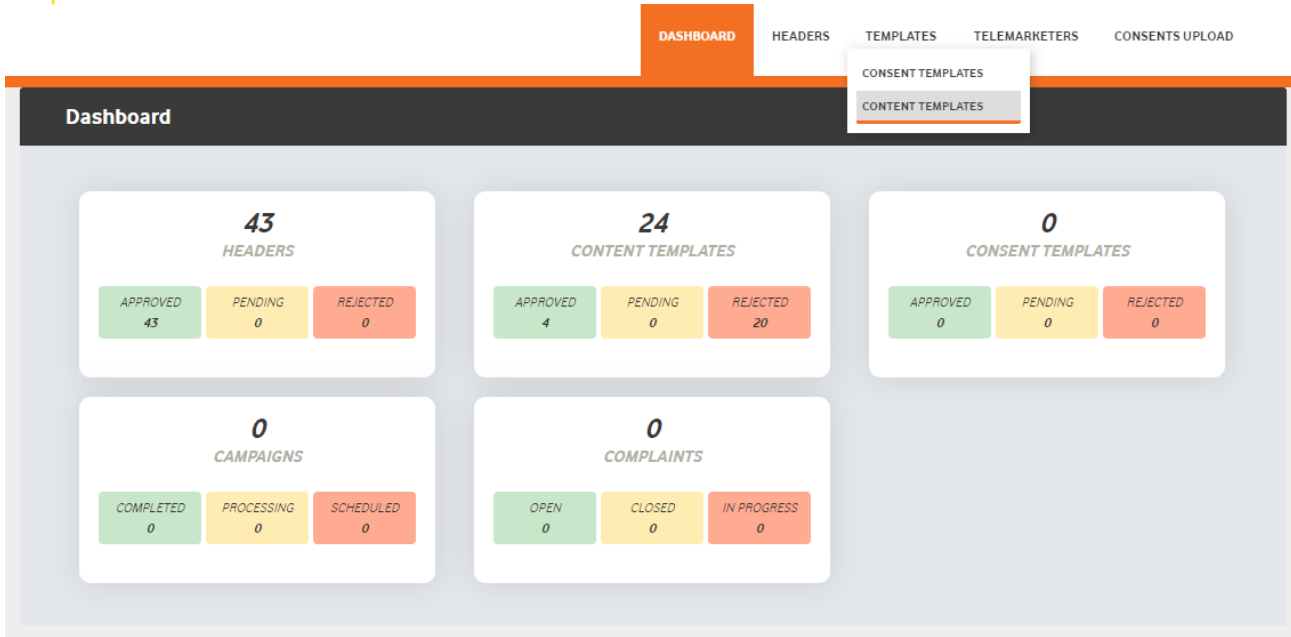 DASHBOARD HEADERS TEMPLATES TELEMARKETERS CONSENTS UPLOAD
CONSENT TEMPLATES
CONTENT TEMPLATES
Dashboard
43
HEADERS
APPROVED PENDING REJECTED
43 0 0
24
CONTENT TEMPLATES
APPROVED PENDING REJECTED
4 0 20
0
CONSENT TEMPLATES
APPROVED PENDING REJECTED
0 0 0
0
CAMPAIGNS
COMPLETED PROCESSING SCHEDULED
0 0 0
0
COMPLAINTS
OPEN CLOSED IN PROGRESS
0 0 0